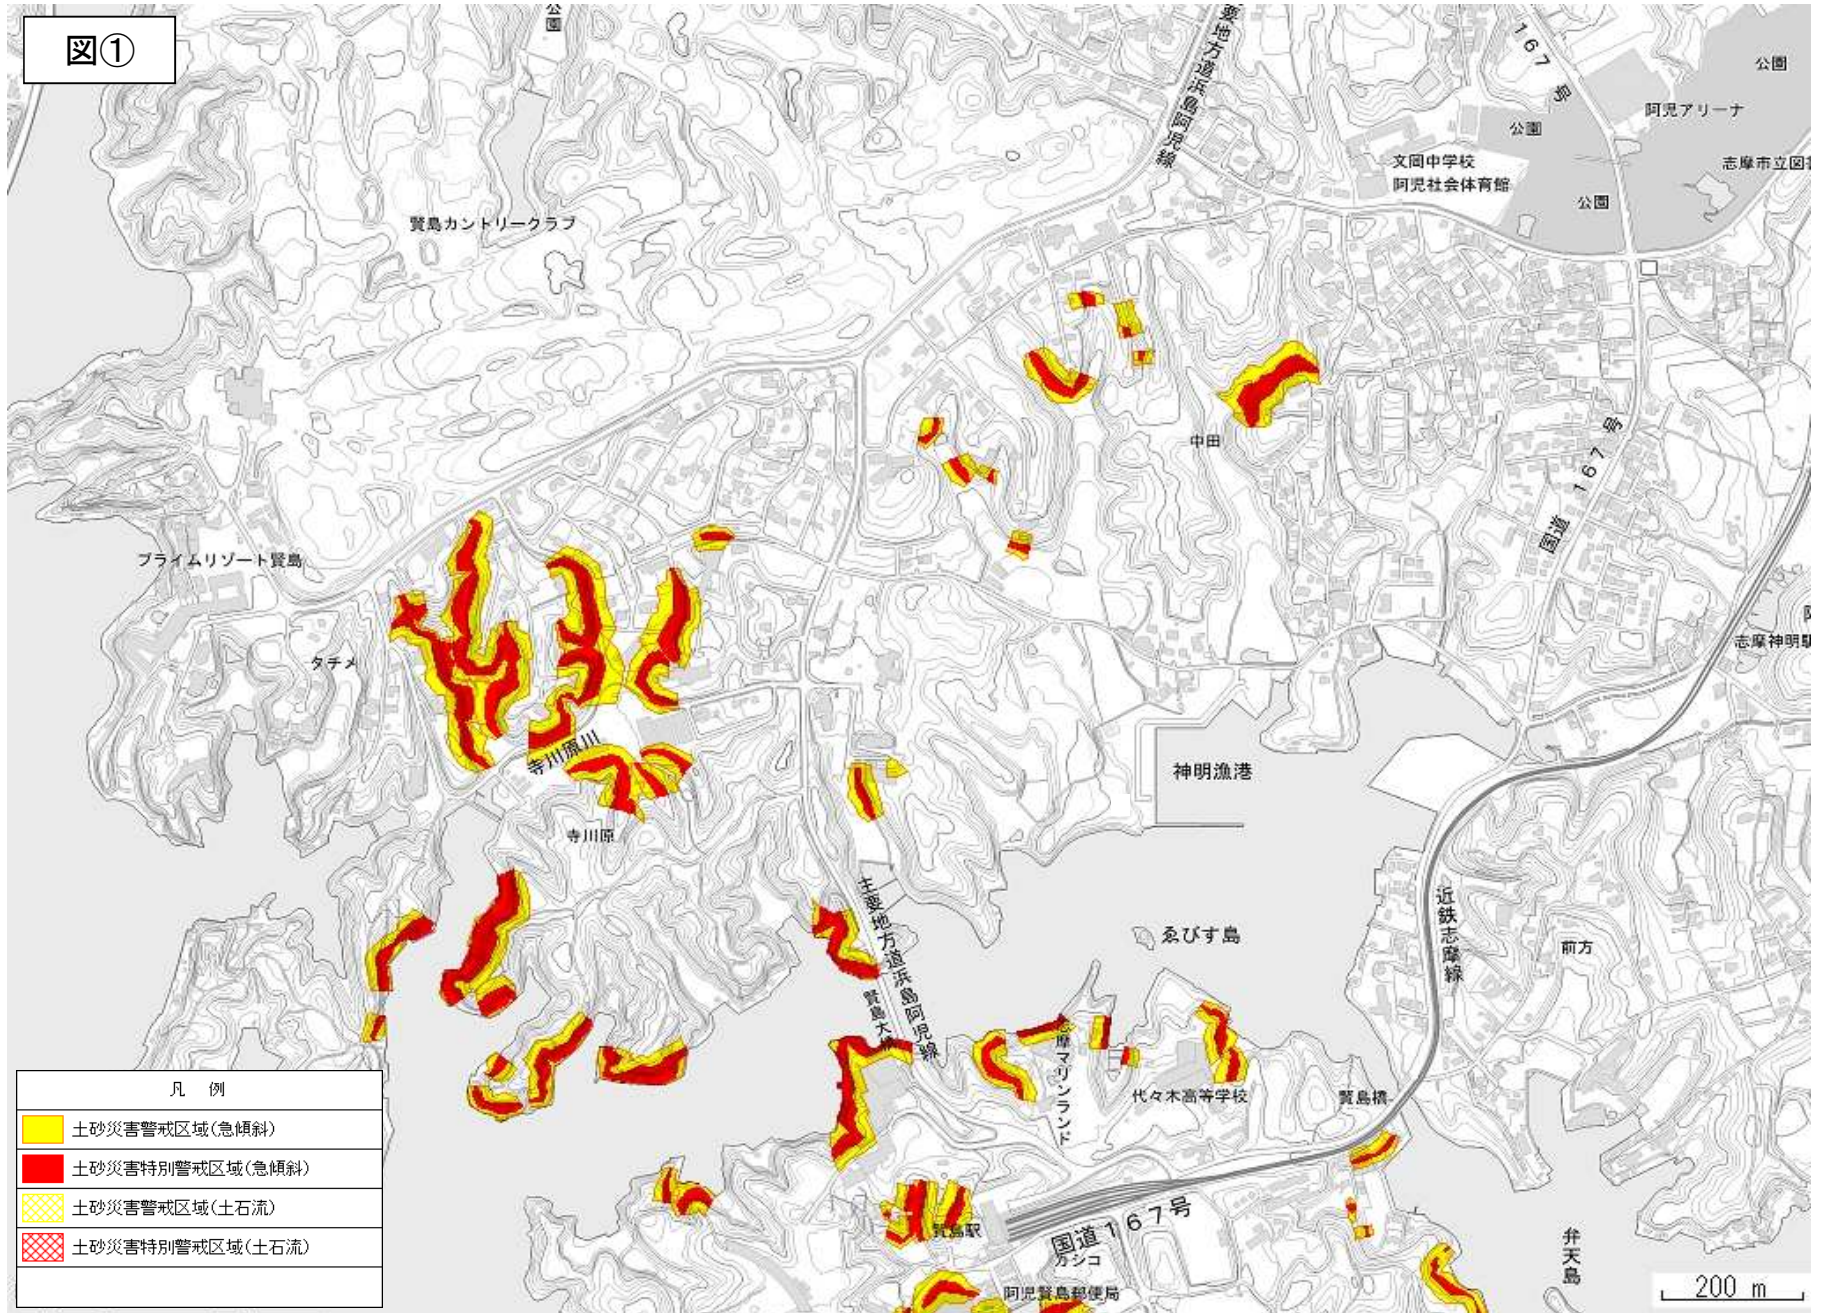 図①
公園
主要地方道浜島阿児線
167号
公園
阿児アリーナ
公園
文岡中学校
阿児社会体育館
志摩市立図
公園
賢島カントリークラブ
中田
国道167号
プライムリゾート賢島
タチメ
志摩神明駅
寺川原川
神明漁港
寺川原
主要地方道浜島阿児線
賢島大橋
ゑびす島
近鉄志摩線
前方
志摩マリンランド
代々木高等学校
賢島橋
賢島駅
国道167号
カシコ
阿児賢島郵便局
弁天島
凡例
土砂災害警戒区域(急傾斜)
土砂災害特別警戒区域(急傾斜)
土砂災害警戒区域(土石流)
土砂災害特別警戒区域(土石流)
200 m